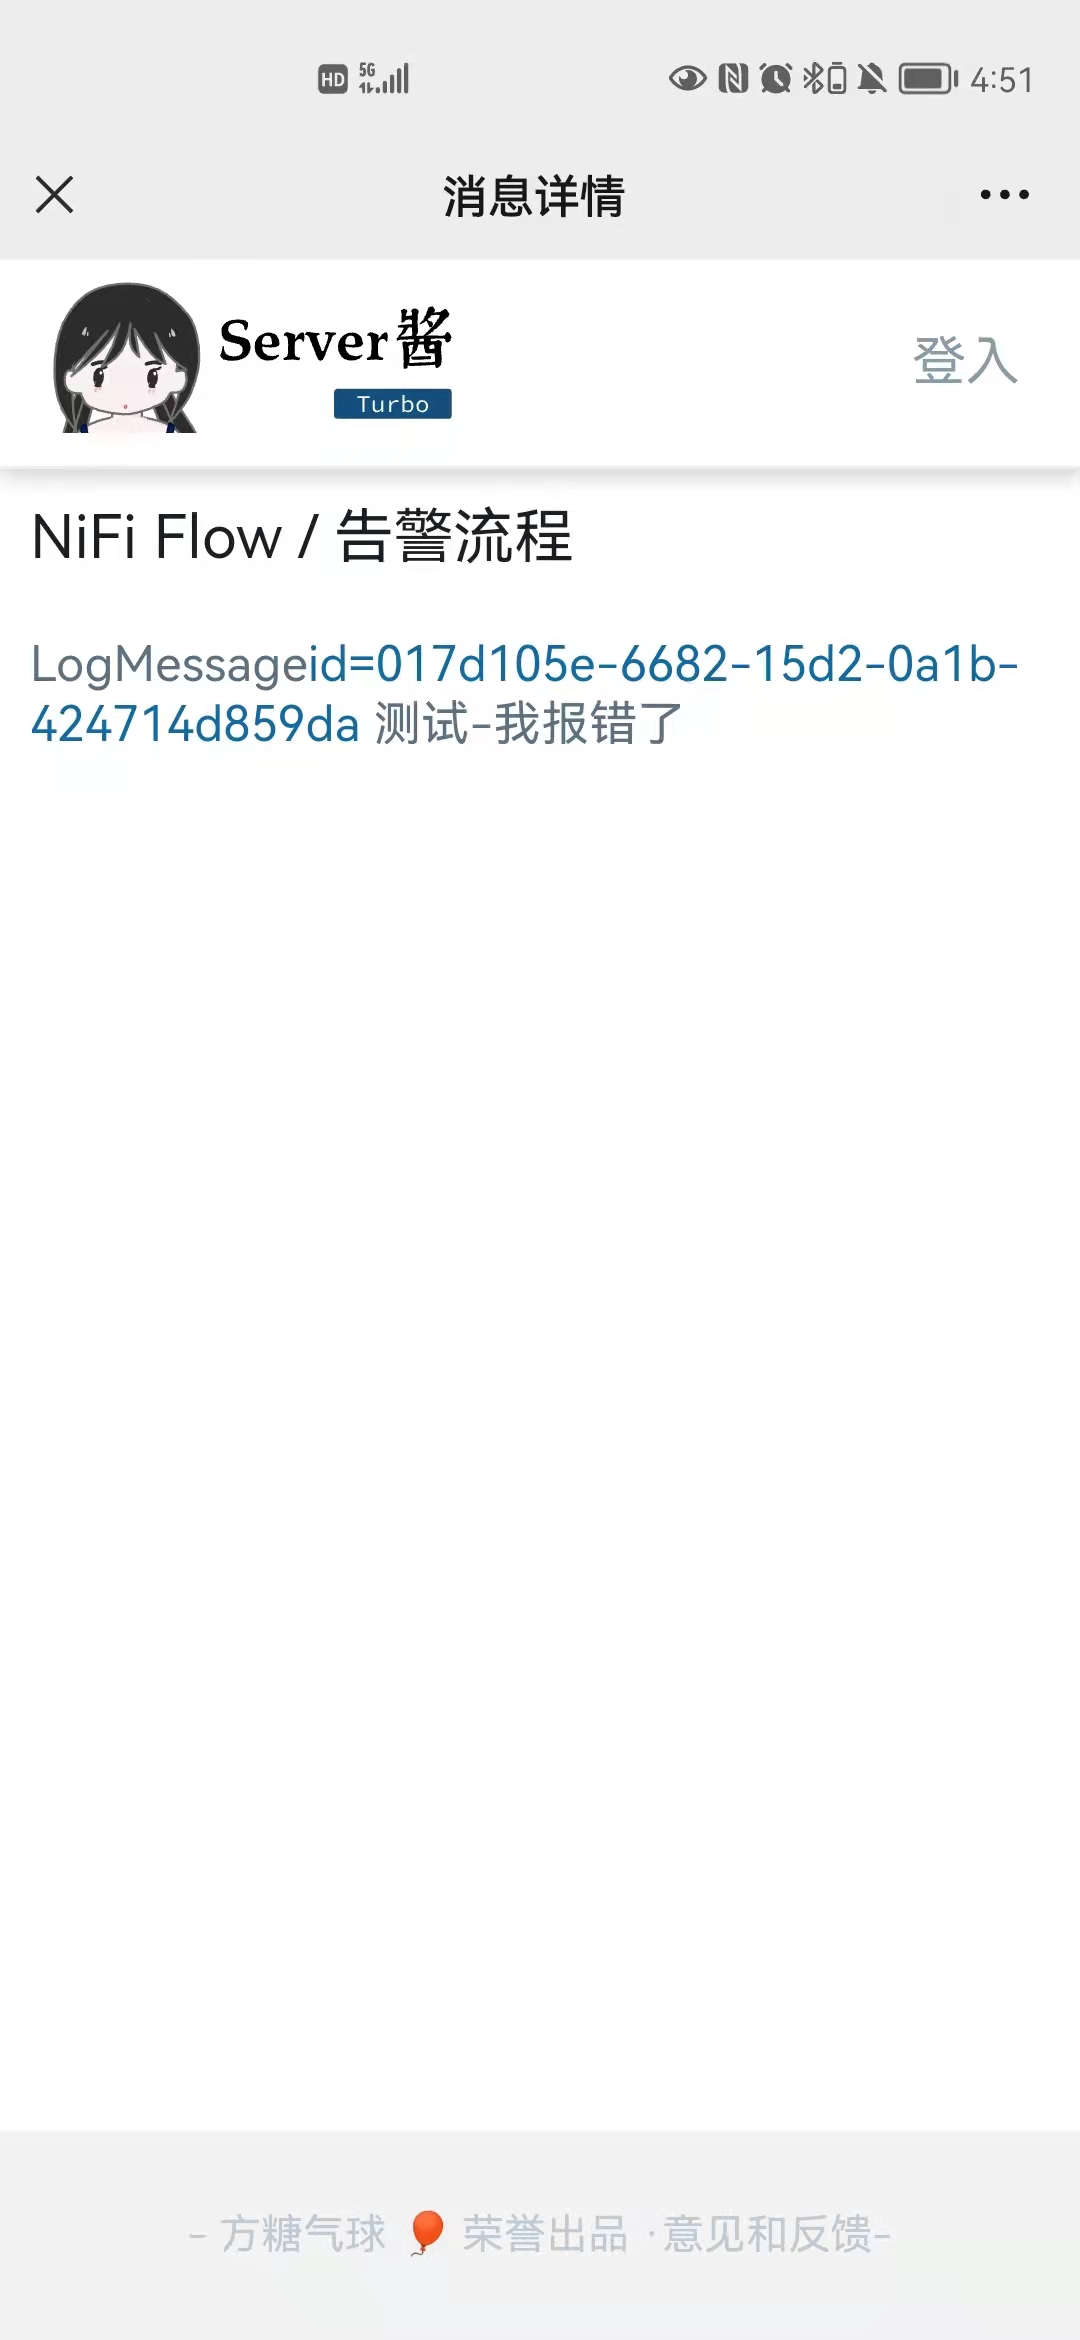 HD 5G 4:51
消息详情
Server酱
登入
Turbo
NiFi Flow / 告警流程
LogMessageid=017d105e-6682-15d2-0a1b-
424714d859da 测试-我报错了
- 方糖气球 🎈 荣誉出品 · 意见和反馈-